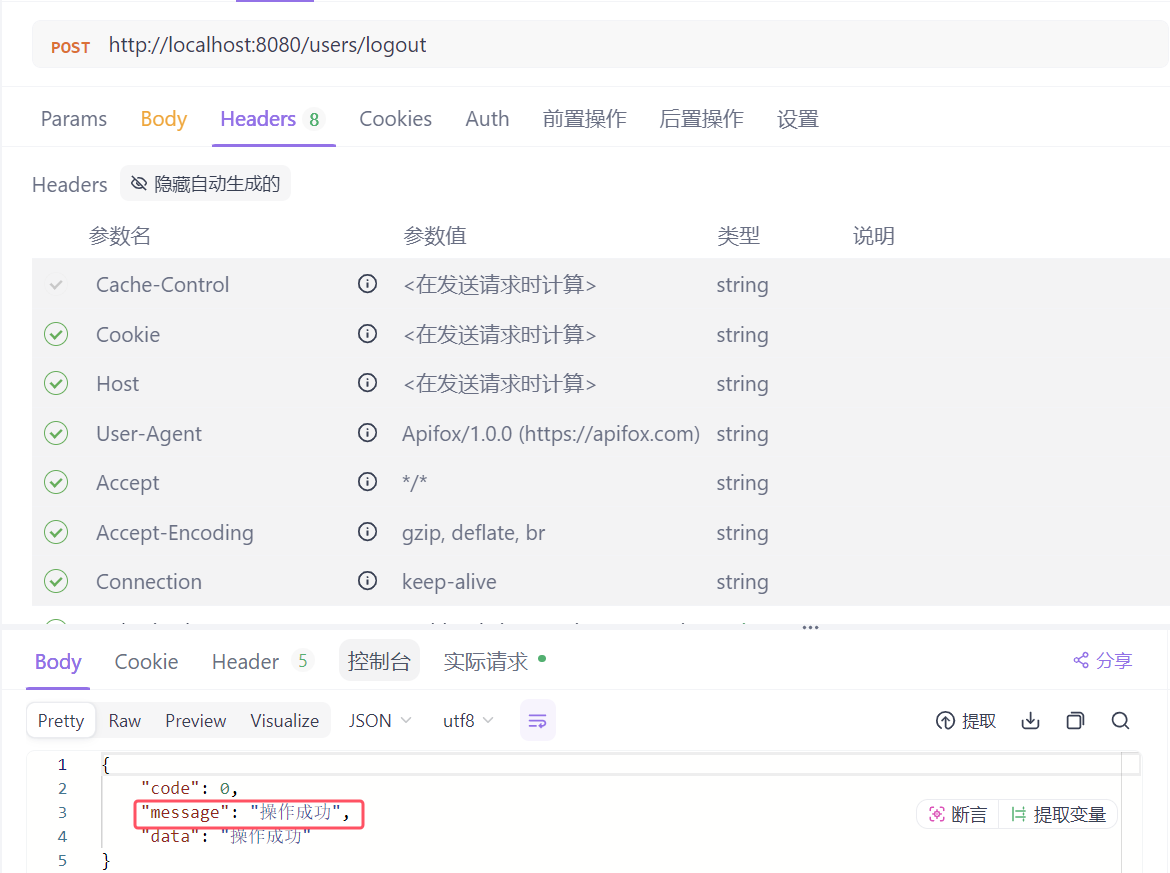 POST http://localhost:8080/users/logout
Params Body Headers 8 Cookies Auth 前置操作 后置操作 设置
Headers 隐藏自动生成的
参数名 参数值 类型 说明
Cache-Control <在发送请求时计算> string
Cookie <在发送请求时计算> string
Host <在发送请求时计算> string
User-Agent Apifox/1.0.0 (https://apifox.com) string
Accept */* string
Accept-Encoding gzip, deflate, br string
Connection keep-alive string
Body Cookie Header 5 控制台 实际请求 分享
Pretty Raw Preview Visualize JSON utf8 提取
1 {
2 "code": 0,
3 "message": "操作成功",
断言 提取变量
4 "data": "操作成功"
5 }